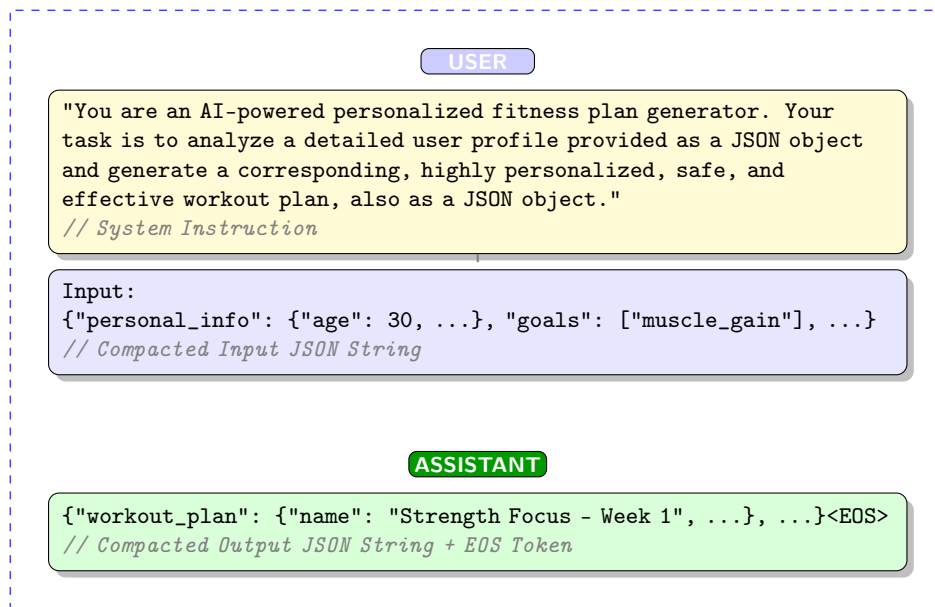 USER
"You are an AI-powered personalized fitness plan generator. Your
task is to analyze a detailed user profile provided as a JSON object
and generate a corresponding, highly personalized, safe, and
effective workout plan, also as a JSON object."
// System Instruction
Input:
{"personal_info": {"age": 30, ...}, "goals": ["muscle_gain"], ...}
// Compacted Input JSON String
ASSISTANT
{"workout_plan": {"name": "Strength Focus - Week 1", ...}, ...}<EOS>
// Compacted Output JSON String + EOS Token